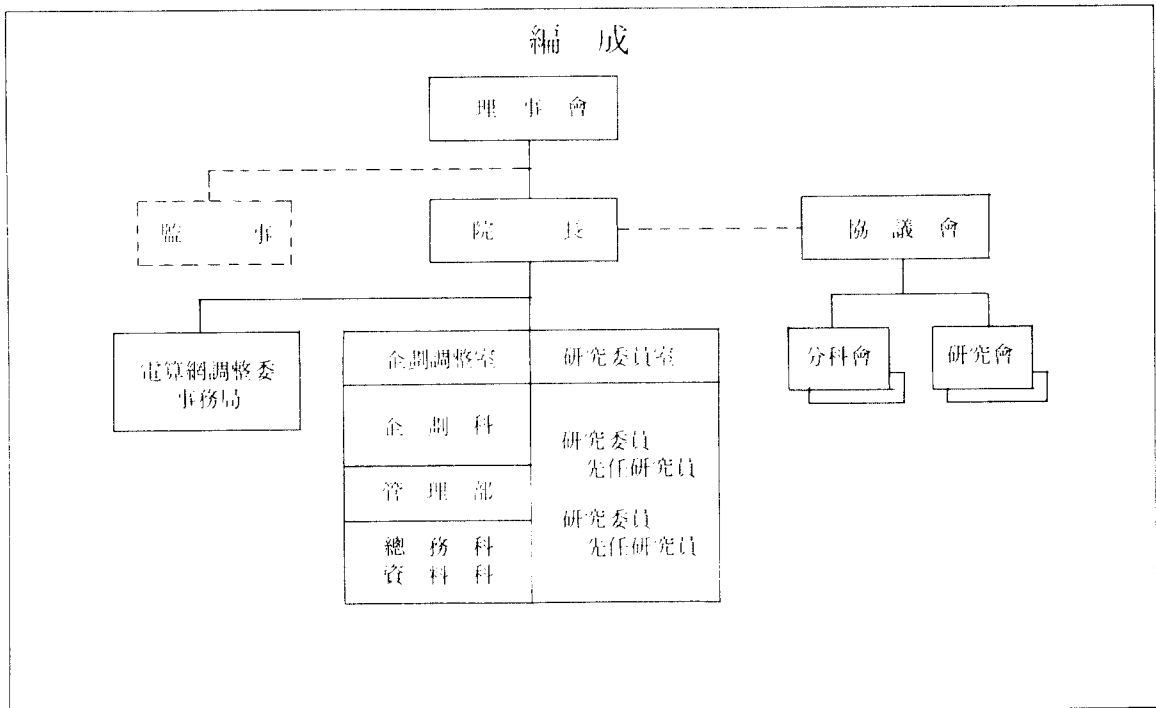 編 成
理 事 會
監 事
院 長
協 議 會
電算網調整委
事務局
企劃調整室
研究委員室
分科會
研究會
企 劃 科
管 理 部
總 務 科
資 料 科
研究委員
先任研究員
研究委員
先任研究員